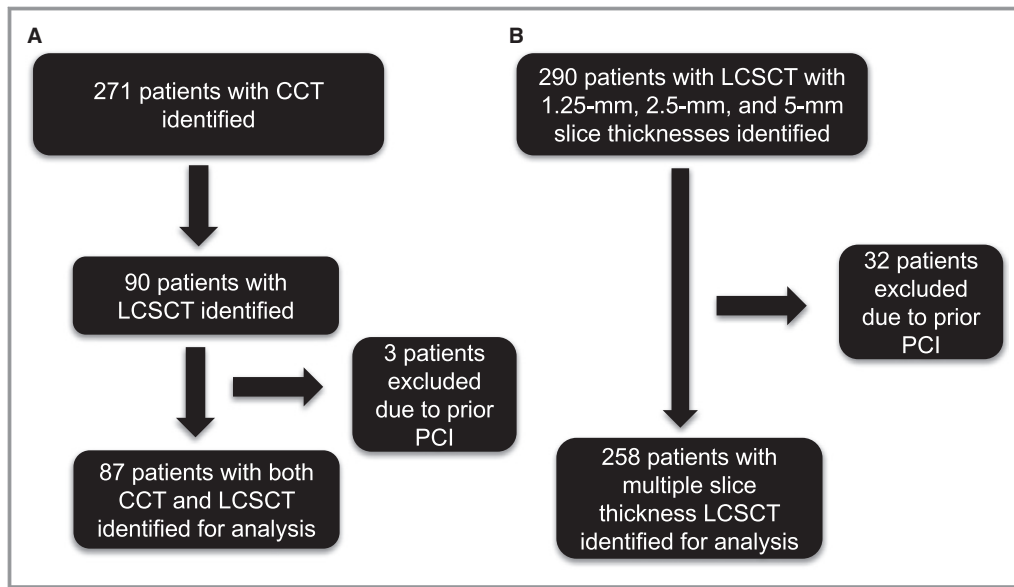 A
271 patients with CCT
identified
90 patients with
LCSCT identified
3 patients
excluded
due to prior
PCI
87 patients with both
CCT and LCSCT
identified for analysis
B
290 patients with LCSCT with
1.25-mm, 2.5-mm, and 5-mm
slice thicknesses identified
32 patients
excluded
due to prior
PCI
258 patients with
multiple slice
thickness LCSCT
identified for analysis